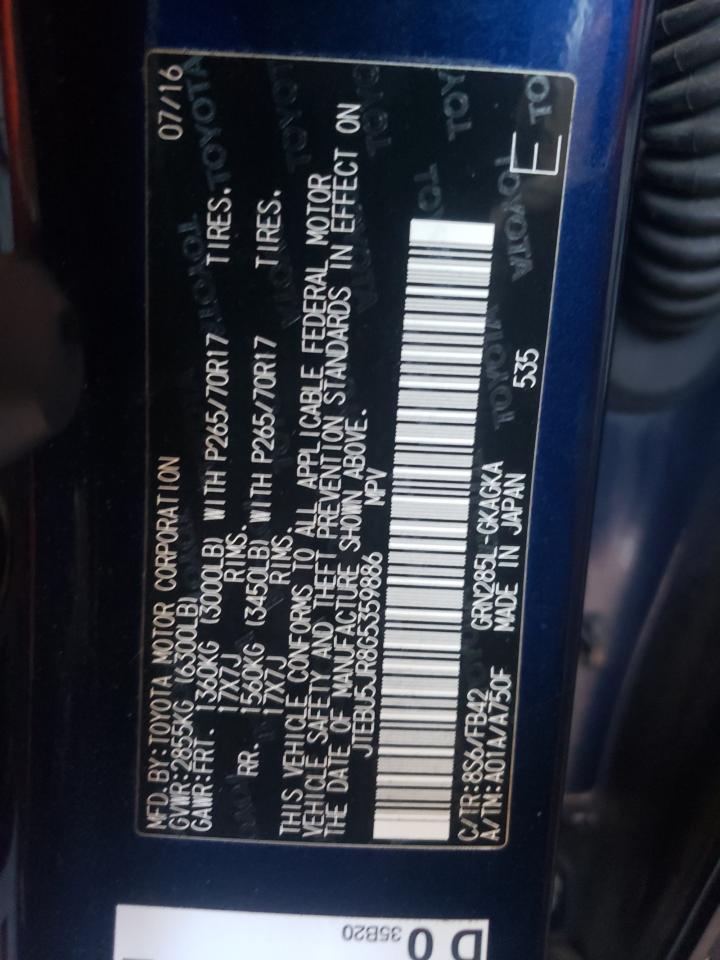 MFD.BY:TOYOTA MOTOR CORPORATION 07/16
GVWR:2855KG (6300LB)
GAWR:FRT. 1360KG (3000LB) WITH P265/70R17 TIRES.
17X7J RIMS.
RR. 1560KG (3450LB) WITH P265/70R17 TIRES.
17X7J RIMS.
THIS VEHICLE CONFORMS TO ALL APPLICABLE FEDERAL MOTOR
VEHICLE SAFETY AND THEFT PREVENTION STANDARDS IN EFFECT ON
THE DATE OF MANUFACTURE SHOWN ABOVE.
JTEBU5JR8G5359886 MPV
C/TR:8S6/FB42 GRN285L-GKAGKA
A/TM:A01A/A750F MADE IN JAPAN 535 E
D0
35B20